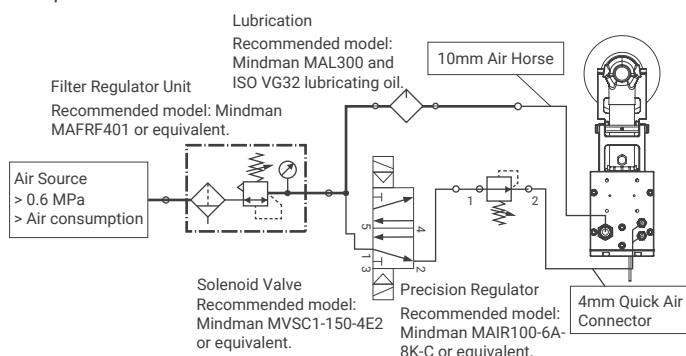 Lubrication
Recommended model:
Mindman MAL300 and
ISO VG32 lubricating oil.
10mm Air Horse
Filter Regulator Unit
Recommended model: Mindman
MAFRF401 or equivalent.
Air Source
> 0.6 MPa
> Air consumption
1
2
5
4
1
3
2
Solenoid Valve
Recommended model:
Mindman MVSC1-150-4E2
or equivalent.
Precision Regulator
Recommended model:
Mindman MAIR100-6A-
8K-C or equivalent.
4mm Quick Air
Connector